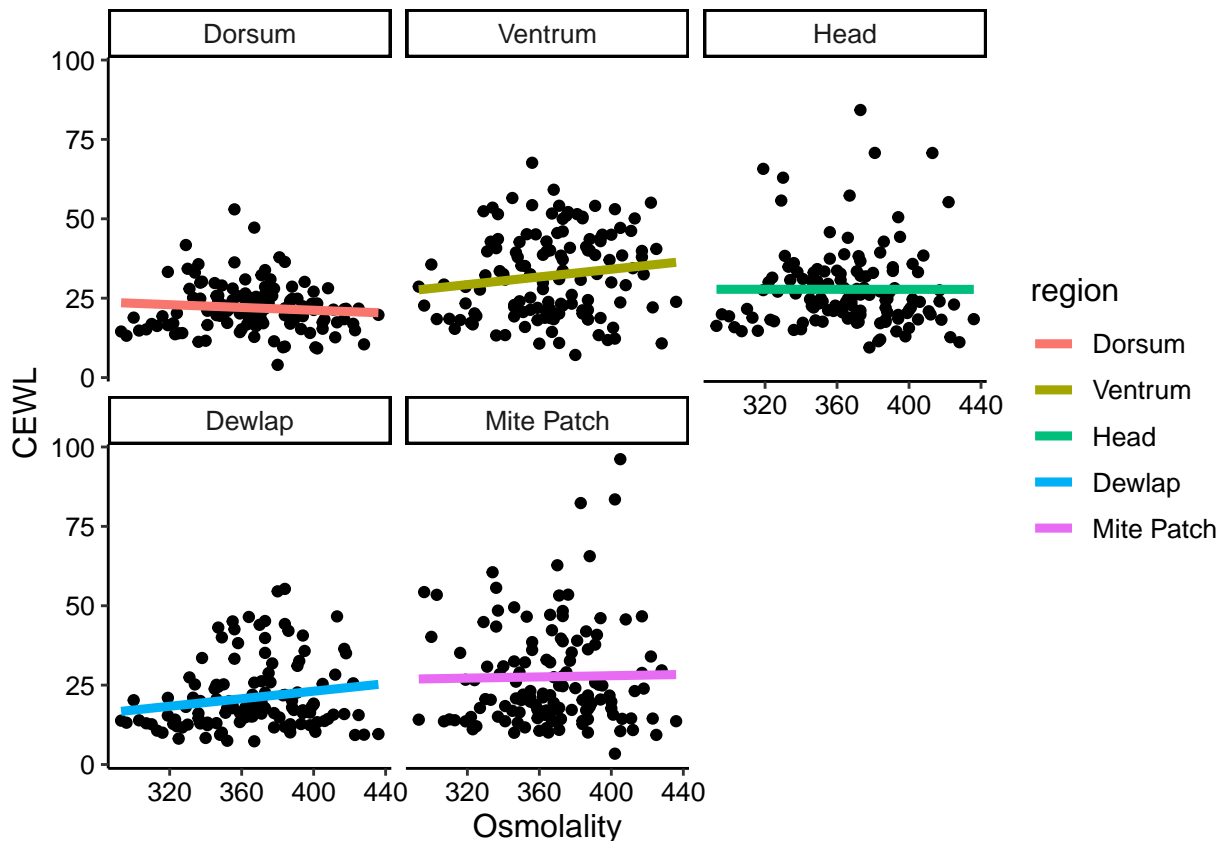 Dorsum
Ventrum
Head
100
75
50
25
0
320 360 400 440
CEWL
Dewlap
Mite Patch
100
75
50
25
0
320 360 400 440
320 360 400 440
Osmolality
region
Dorsum
Ventrum
Head
Dewlap
Mite Patch